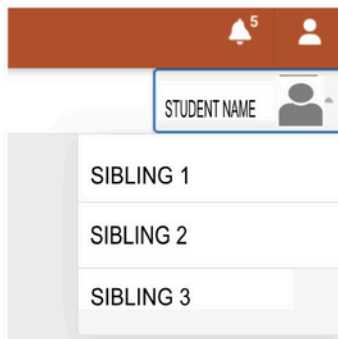 5
STUDENT NAME
SIBLING 1
SIBLING 2
SIBLING 3